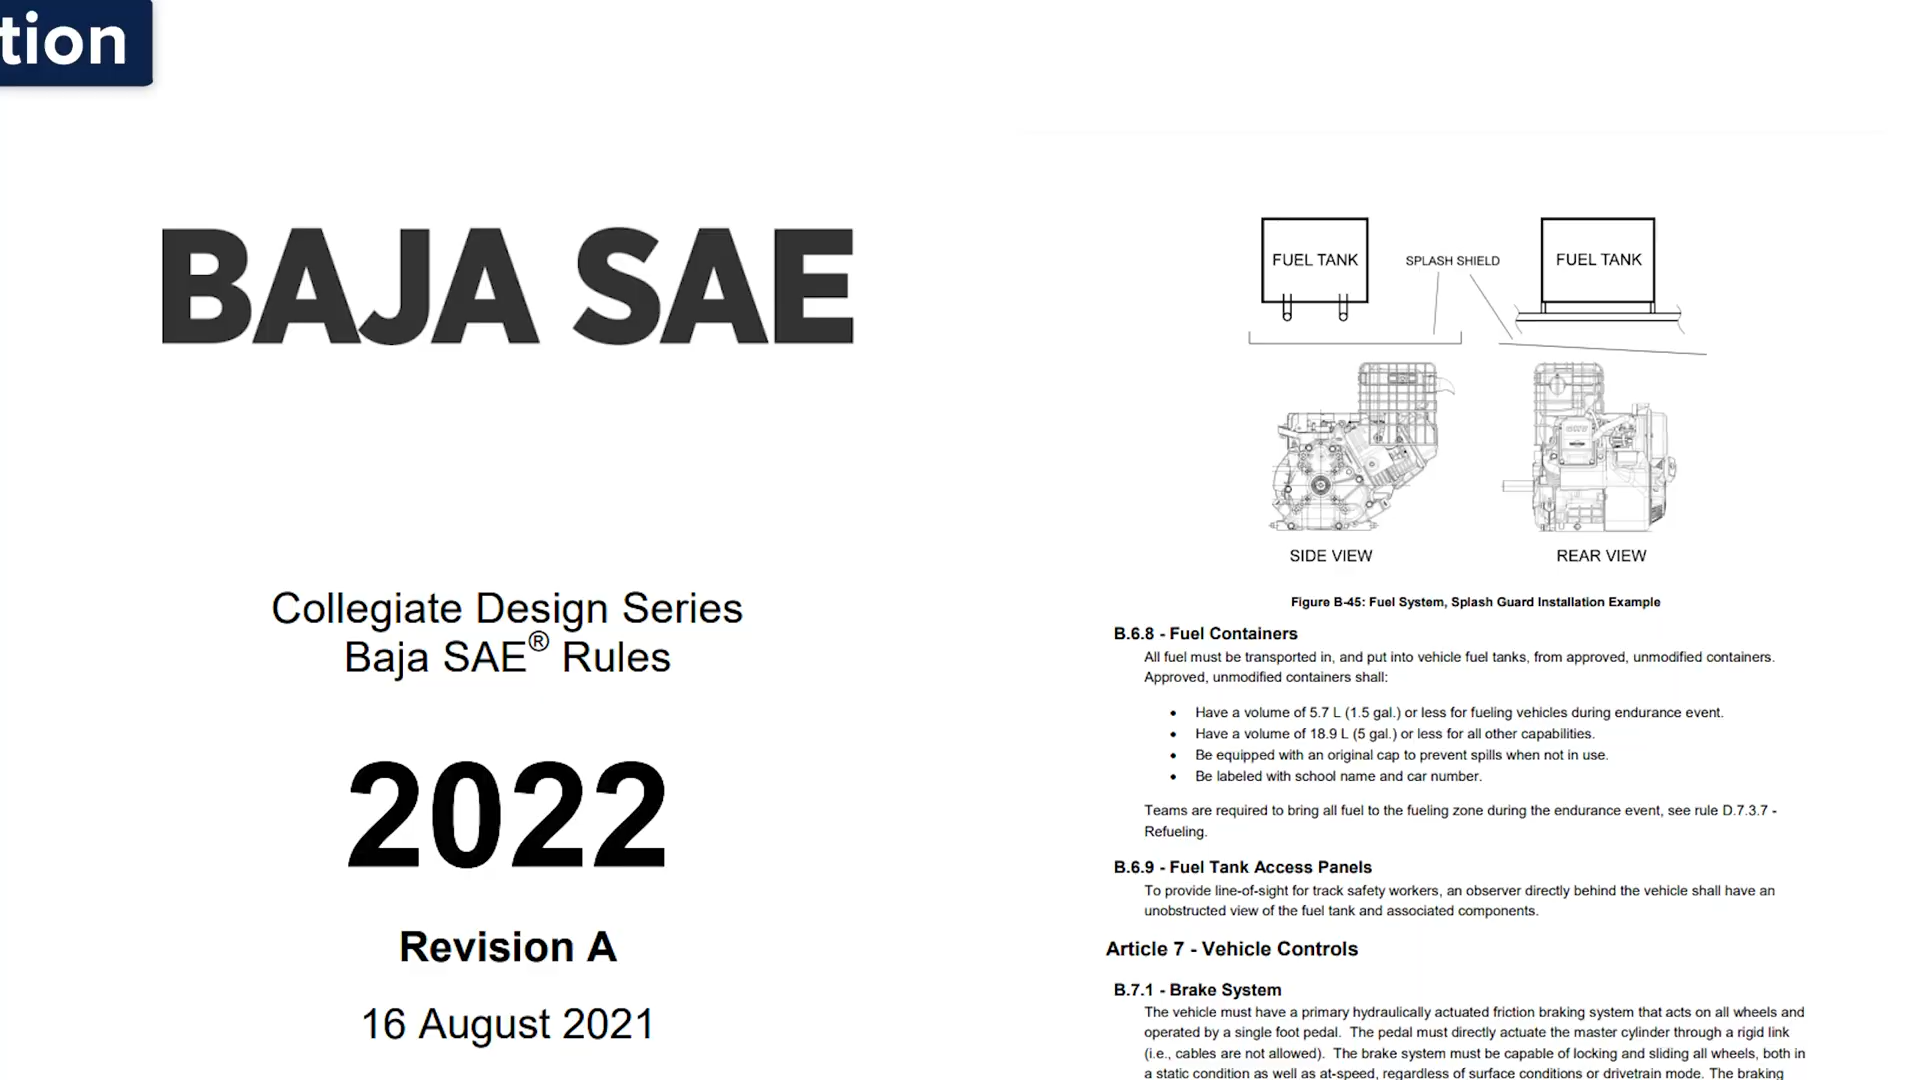 tion
BAJA SAE
Collegiate Design Series
Baja SAE® Rules
2022
Revision A
16 August 2021
FUEL TANK
SPLASH SHIELD
FUEL TANK
SIDE VIEW
REAR VIEW
Figure B-45: Fuel System, Splash Guard Installation Example
B.6.8 - Fuel Containers
All fuel must be transported in, and put into vehicle fuel tanks, from approved, unmodified containers.
Approved, unmodified containers shall:
• Have a volume of 5.7 L (1.5 gal.) or less for fueling vehicles during endurance event.
• Have a volume of 18.9 L (5 gal.) or less for all other capabilities.
• Be equipped with an original cap to prevent spills when not in use.
• Be labeled with school name and car number.
Teams are required to bring all fuel to the fueling zone during the endurance event, see rule D.7.3.7 -
Refueling.
B.6.9 - Fuel Tank Access Panels
To provide line-of-sight for track safety workers, an observer directly behind the vehicle shall have an
unobstructed view of the fuel tank and associated components.
Article 7 - Vehicle Controls
B.7.1 - Brake System
The vehicle must have a primary hydraulically actuated friction braking system that acts on all wheels and
operated by a single foot pedal. The pedal must directly actuate the master cylinder through a rigid link
(i.e., cables are not allowed). The brake system must be capable of locking and sliding all wheels, both in
a static condition as well as at-speed, regardless of surface conditions or drivetrain mode. The braking